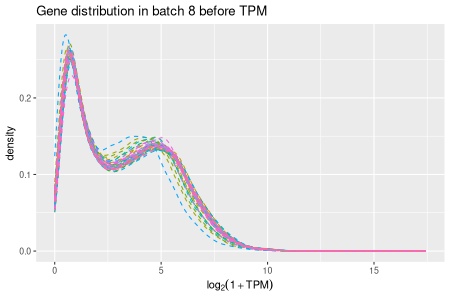 Gene distribution in batch 8 before TPM
density
0.2
0.1
0.0
0 5 10 15
log2(1 + TPM)